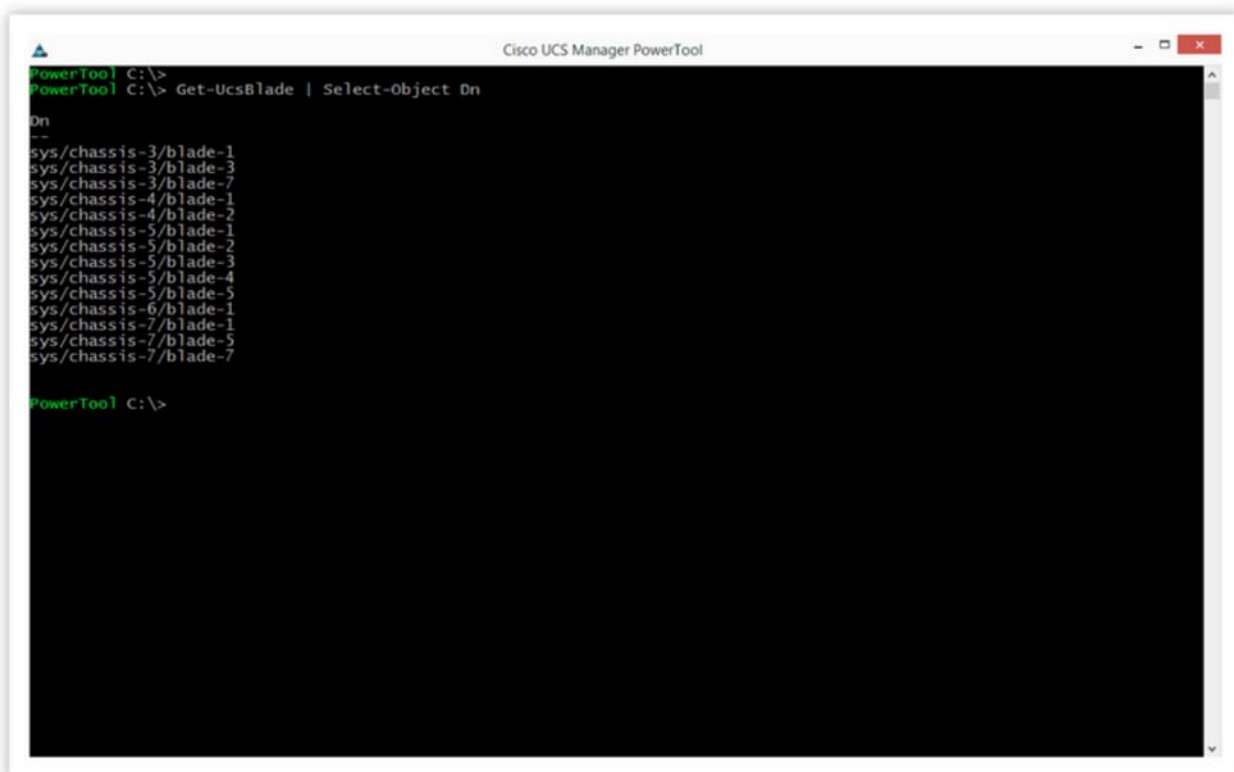 Cisco UCS Manager PowerTool
PowerTool C:\>
PowerTool C:\> Get-UcsBlade | Select-Object Dn
Dn
--
sys/chassis-3/blade-1
sys/chassis-3/blade-3
sys/chassis-3/blade-7
sys/chassis-4/blade-1
sys/chassis-4/blade-2
sys/chassis-5/blade-1
sys/chassis-5/blade-2
sys/chassis-5/blade-3
sys/chassis-5/blade-4
sys/chassis-5/blade-5
sys/chassis-6/blade-1
sys/chassis-7/blade-1
sys/chassis-7/blade-5
sys/chassis-7/blade-7
PowerTool C:\>